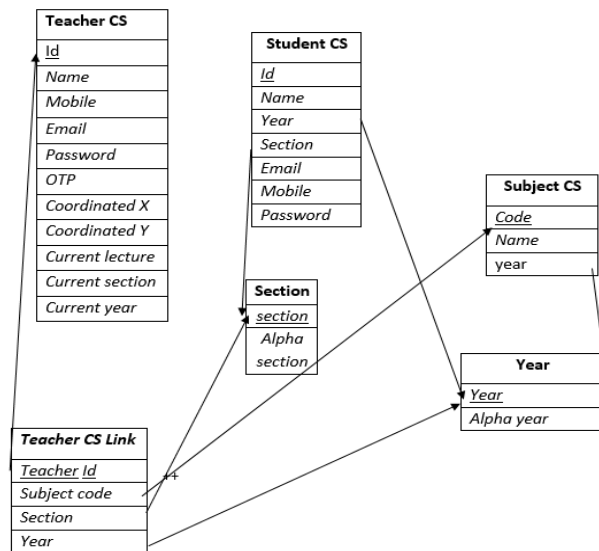 Teacher CS
Id
Name
Mobile
Email
Password
OTP
Coordinated X
Coordinated Y
Current lecture
Current section
Current year
Student CS
Id
Name
Year
Section
Email
Mobile
Password
Subject CS
Code
Name
year
Section
section
Alpha
section
Year
Year
Alpha year
Teacher CS Link
Teacher Id
Subject code
Section
Year
++